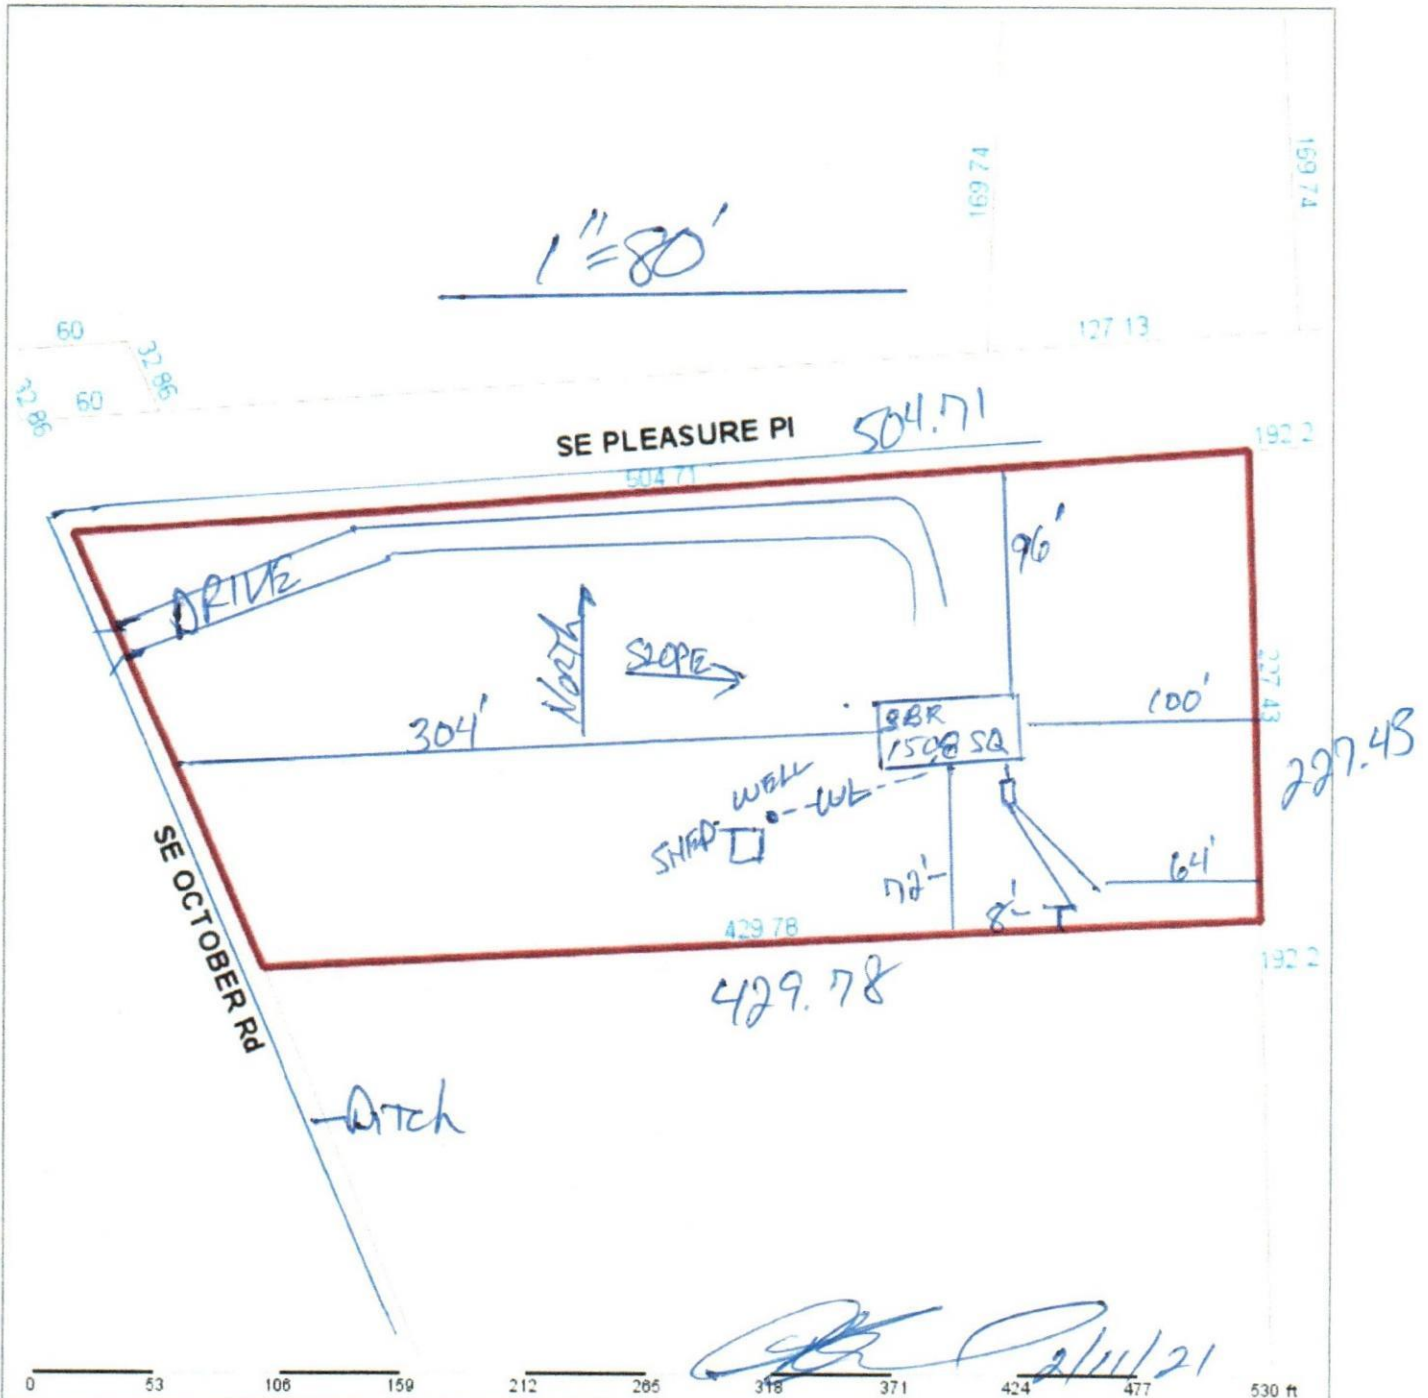 169 74
169 74
1"=80'
127 13
60
32 86
32 86
60
SE PLEASURE Pl
504.71
192 2
504 71
96'
DRIVE
North
SLOPE
227 43
100'
304'
3BR
1508 SQ
227.43
WELL
WL
SHED
SE OCTOBER Rd
72'
64'
8'
429 78
192 2
429.78
Ditch
2/11/21
0 53 106 159 212 265 318 371 424 477 530 ft